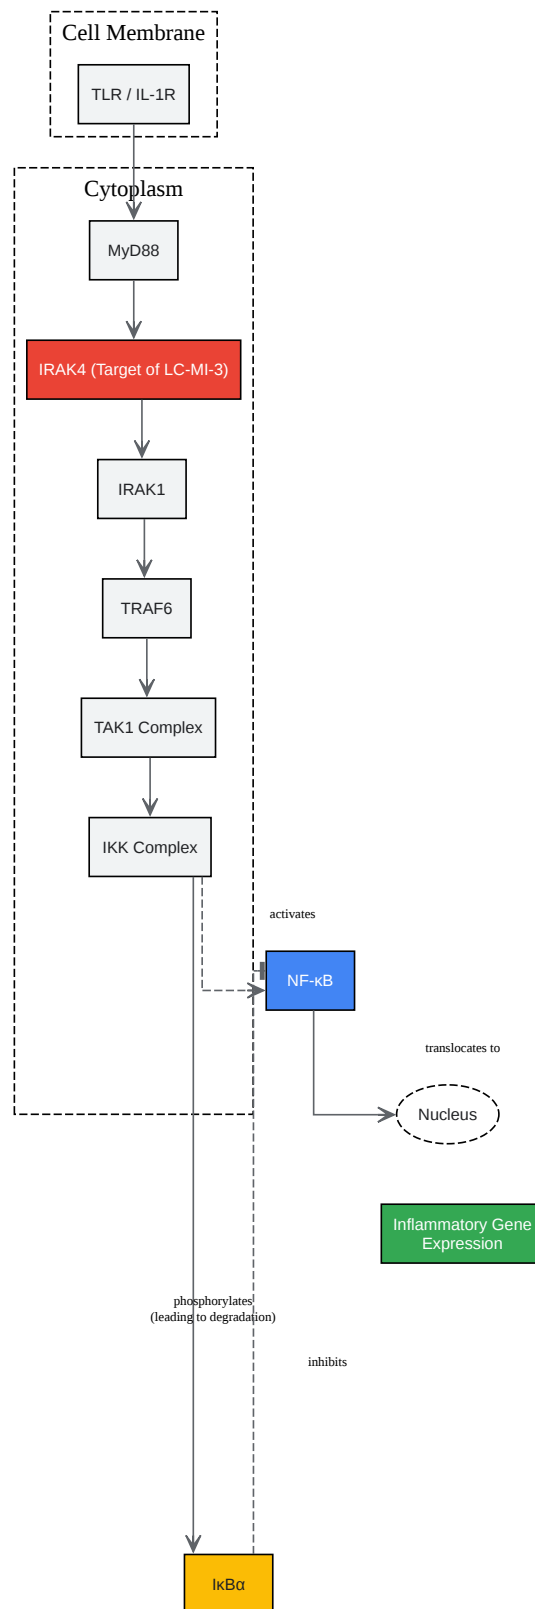 Cell Membrane
TLR / IL-1R
Cytoplasm
MyD88
IRAK4 (Target of LC-MI-3)
IRAK1
TRAF6
TAK1 Complex
IKK Complex
activates
NF-κB
translocates to
Nucleus
Inflammatory Gene
Expression
phosphorylates
(leading to degradation)
inhibits
IκBα